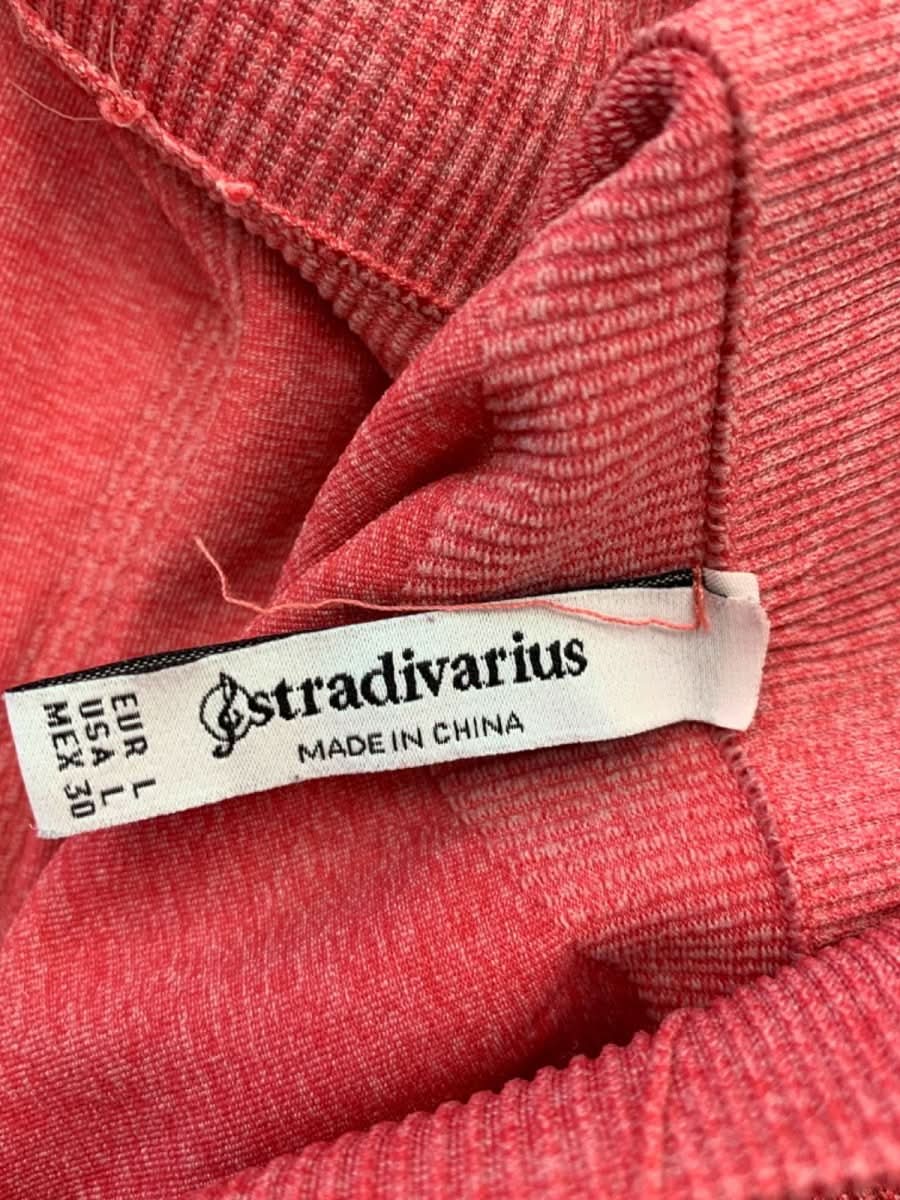 stradivarius
MADE IN CHINA
EUR L
USA L
MEX 30